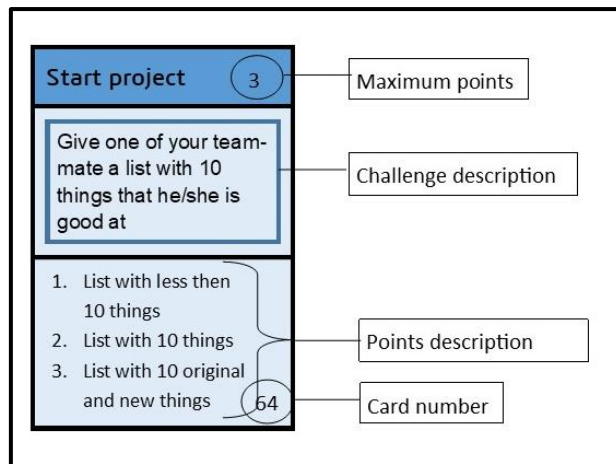 Start project 3
Maximum points
Give one of your team-
mate a list with 10
things that he/she is
good at
Challenge description
1. List with less then
10 things
2. List with 10 things
3. List with 10 original
and new things
Points description
64
Card number